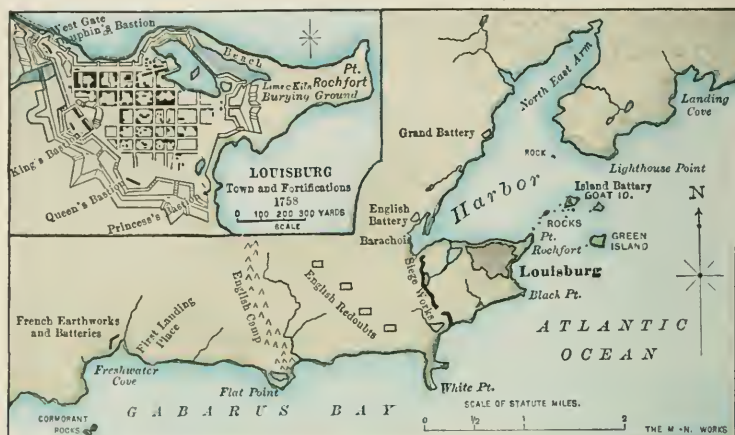 West Gate
Dauphin's Bastion
Beach
Pt.
Rochfort
Lime Kiln
Burying Ground
King's Bastion
Queen's Bastion
Princess's Bastion
LOUISBURG
Town and Fortifications
1758
0 100 200 300 YARDS
SCALE
North East Arm
Landing
Cove
Grand Battery
ROCK
Lighthouse Point
Harbor
Island Battary
GOAT ID.
N
English
Battery
ROCKS
Barachoi
Pt.
Rochfort
GREEN
ISLAND
Louisburg
Siege Works
Black Pt.
English Camp
English Redoubts
First Landing
Place
French Earthworks
and Batteries
ATLANTIC
OCEAN
Freshwater
Cove
Flat Point
White Pt.
GABARUS BAY
CORMORANT
ROCKS
SCALE OF STATUTE MILES.
0 1/2 1 2
THE M.-N. WORKS